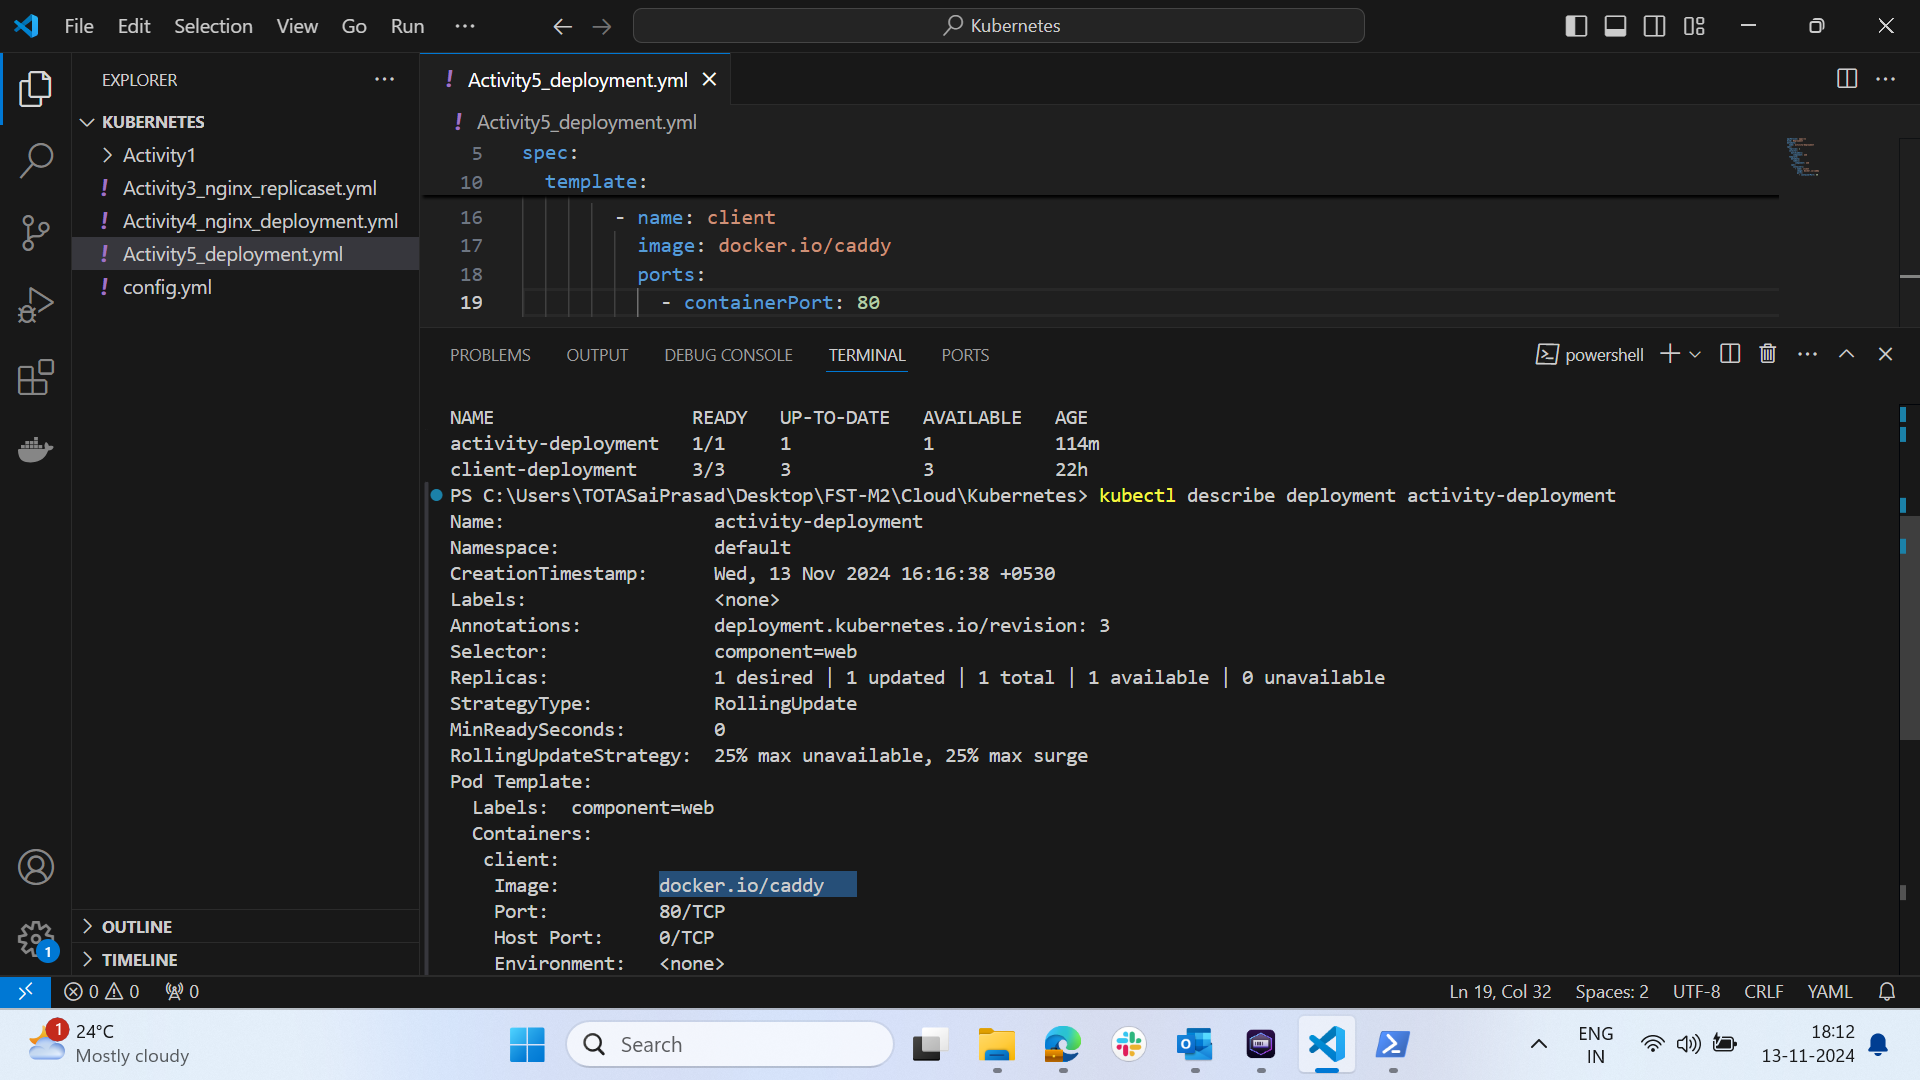 File Edit Selection View Go Run ··· Kubernetes
EXPLORER ···
KUBERNETES
Activity1
! Activity3_nginx_replicaset.yml
! Activity4_nginx_deployment.yml
! Activity5_deployment.yml
! config.yml
OUTLINE
TIMELINE
1
! Activity5_deployment.yml
! Activity5_deployment.yml
5 spec:
10 template:
16 - name: client
17 image: docker.io/caddy
18 ports:
19 - containerPort: 80
PROBLEMS OUTPUT DEBUG CONSOLE TERMINAL PORTS powershell
NAME READY UP-TO-DATE AVAILABLE AGE
activity-deployment 1/1 1 1 114m
client-deployment 3/3 3 3 22h
PS C:\Users\TOTASaiPrasad\Desktop\FST-M2\Cloud\Kubernetes> kubectl describe deployment activity-deployment
Name: activity-deployment
Namespace: default
CreationTimestamp: Wed, 13 Nov 2024 16:16:38 +0530
Labels: <none>
Annotations: deployment.kubernetes.io/revision: 3
Selector: component=web
Replicas: 1 desired | 1 updated | 1 total | 1 available | 0 unavailable
StrategyType: RollingUpdate
MinReadySeconds: 0
RollingUpdateStrategy: 25% max unavailable, 25% max surge
Pod Template:
Labels: component=web
Containers:
client:
Image: docker.io/caddy
Port: 80/TCP
Host Port: 0/TCP
Environment: <none>
0 0 0 Ln 19, Col 32 Spaces: 2 UTF-8 CRLF YAML
1
24°C
Mostly cloudy
Search
ENG
IN
18:12
13-11-2024